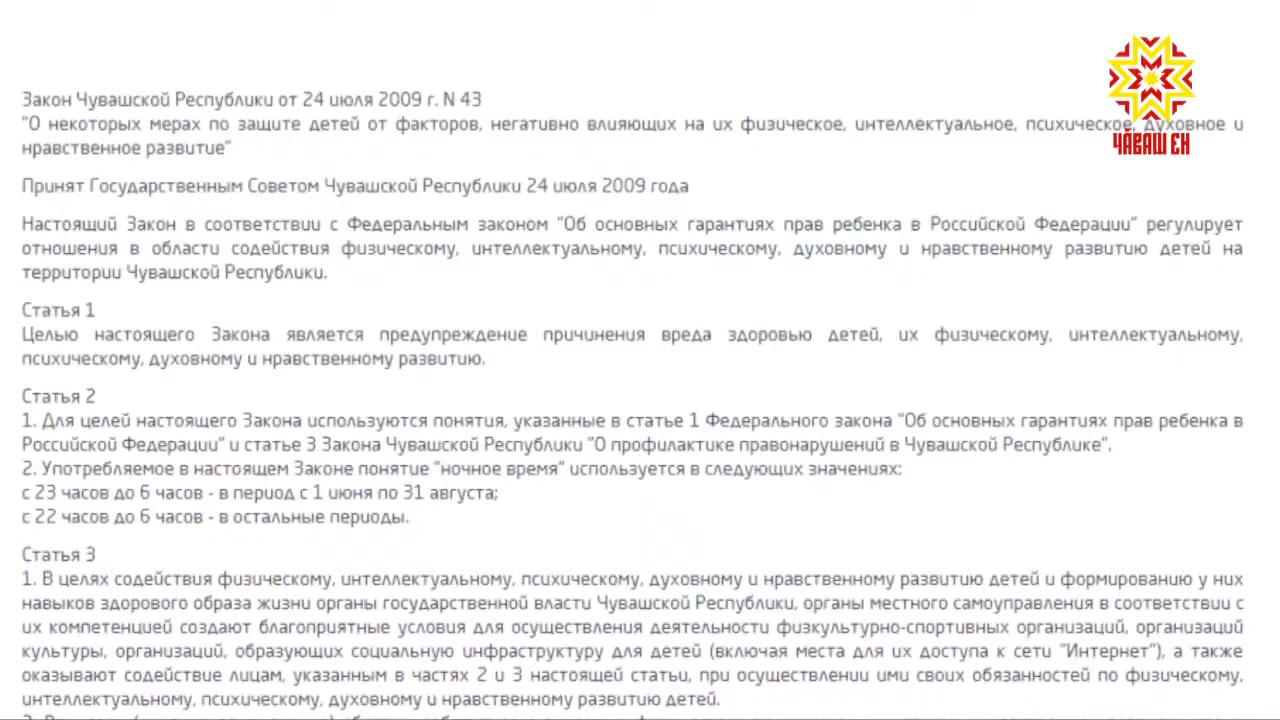 Закон Чувашской Республики от 24 июля 2009 г. N 43
"О некоторых мерах по защите детей от факторов, негативно влияющих на их физическое, интеллектуальное, психическое, духовное и
нравственное развитие"
Принят Государственным Советом Чувашской Республики 24 июля 2009 года
Настоящий Закон в соответствии с Федеральным законом "Об основных гарантиях прав ребенка в Российской Федерации" регулирует
отношения в области содействия физическому, интеллектуальному, психическому, духовному и нравственному развитию детей на
территории Чувашской Республики.
Статья 1
Целью настоящего Закона является предупреждение причинения вреда здоровью детей, их физическому, интеллектуальному,
психическому, духовному и нравственному развитию.
Статья 2
1. Для целей настоящего Закона используются понятия, указанные в статье 1 Федерального закона "Об основных гарантиях прав ребенка в
Российской Федерации" и статье 3 Закона Чувашской Республики "О профилактике правонарушений в Чувашской Республике".
2. Употребляемое в настоящем Законе понятие "ночное время" используется в следующих значениях:
с 23 часов до 6 часов - в период с 1 июня по 31 августа;
с 22 часов до 6 часов - в остальные периоды.
Статья 3
1. В целях содействия физическому, интеллектуальному, психическому, духовному и нравственному развитию детей и формированию у них
навыков здорового образа жизни органы государственной власти Чувашской Республики, органы местного самоуправления в соответствии с
их компетенцией создают благоприятные условия для осуществления деятельности физкультурно-спортивных организаций, организаций
культуры, организаций, образующих социальную инфраструктуру для детей (включая места для их доступа к сети "Интернет"), а также
оказывают содействие лицам, указанным в частях 2 и 3 настоящей статьи, при осуществлении ими своих обязанностей по физическому,
интеллектуальному, психическому, духовному и нравственному развитию детей.
ЧӐВАШ ЕН